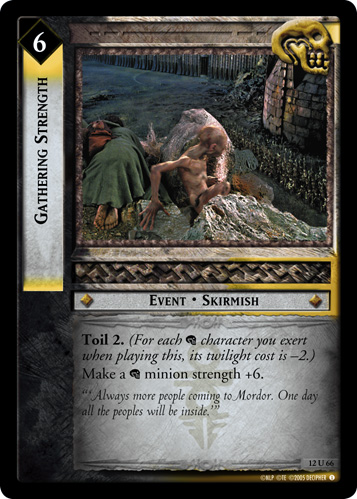 6
GATHERING STRENGTH
EVENT • SKIRMISH
Toil 2. (For each character you exert
when playing this, its twilight cost is –2.)
Make a minion strength +6.
“‘Always more people coming to Mordor. One day
all the peoples will be inside.’”
12 U 66
©NLP ©TE ©2005 DECIPHER